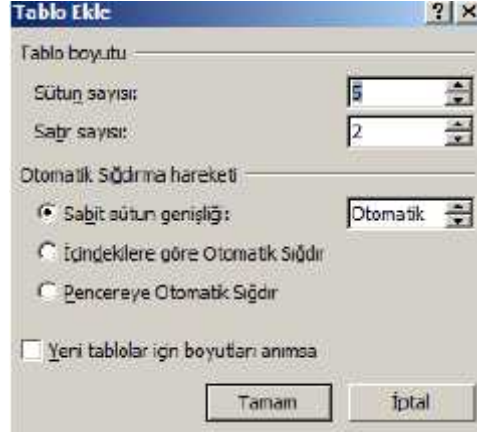 Tablo Ekle
Tablo boyutu
Sütun sayısı: 5
Satır sayısı: 2
Otomatik Sığdırma hareketi
Sabit sütun genişliği: Otomatik
İçindekilere göre Otomatik Sığdır
Pencereye Otomatik Sığdır
Yeni tablolar için boyutları anımsa
Tamam İptal